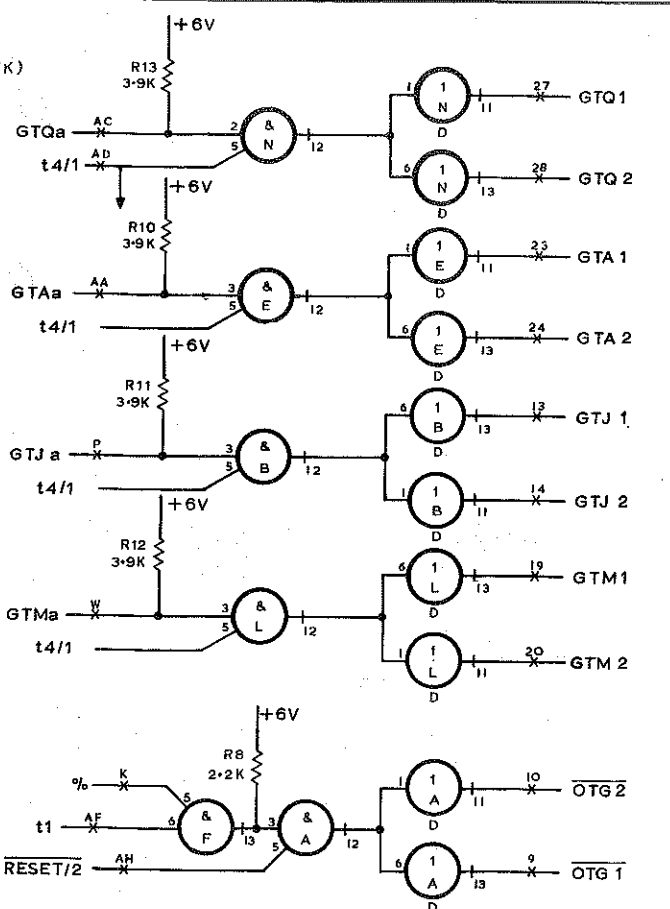 +6V
K)
R13
3·9K
GTQa AC 2 & N 12 1 1 N D 11 27 GTQ 1
t4/1 AD 5
6 1 N D 13 28 GTQ 2
+6V
R10
3·9K
GTAa AA 3 & E 12 1 1 E D 11 23 GTA 1
t4/1 5
6 1 E D 13 24 GTA 2
+6V
R11
3·9K
GTJa P 3 & B 12 6 1 B D 13 13 GTJ 1
t4/1 5
1 1 B D 11 14 GTJ 2
+6V
R12
3·9K
GTMa W 3 & L 12 6 1 L D 13 19 GTM1
t4/1 5
1 1 L D 11 20 GTM 2
+6V
R8
2·2K
% K 5
t1 AF 6 & F 13 3 & A 12 1 1 A D 11 10 OTG 2
RESET/2 AH 5
6 1 A D 13 9 OTG 1